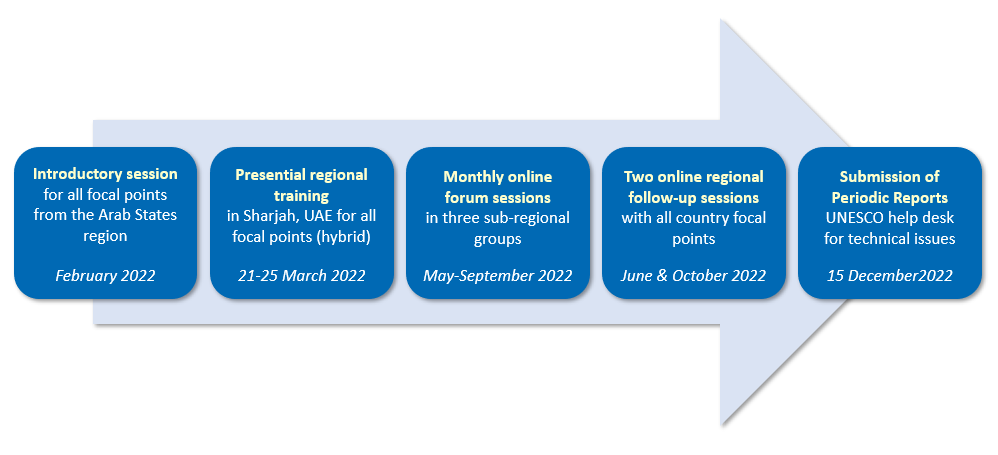 Introductory session
for all focal points
from the Arab States
region
February 2022
Presential regional
training
in Sharjah, UAE for all
focal points (hybrid)
21-25 March 2022
Monthly online
forum sessions
in three sub-regional
groups
May-September 2022
Two online regional
follow-up sessions
with all country focal
points
June & October 2022
Submission of
Periodic Reports
UNESCO help desk
for technical issues
15 December2022